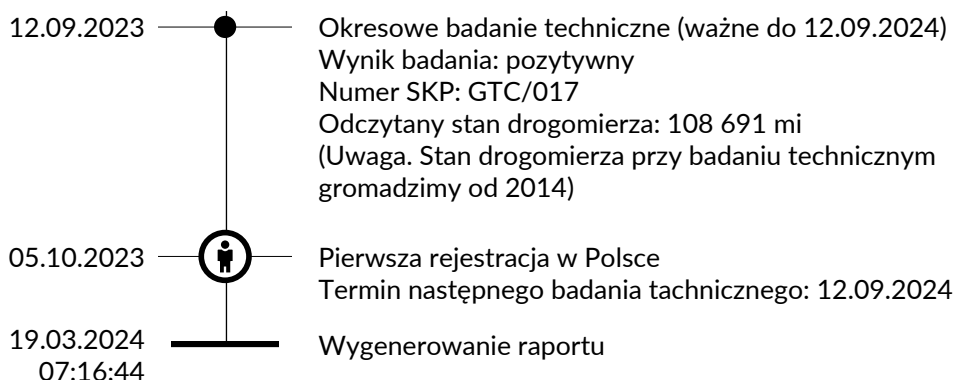 12.09.2023
Okresowe badanie techniczne (ważne do 12.09.2024)
Wynik badania: pozytywny
Numer SKP: GTC/017
Odczytany stan drogomierza: 108 691 mi
(Uwaga. Stan drogomierza przy badaniu technicznym
gromadzimy od 2014)
05.10.2023
Pierwsza rejestracja w Polsce
Termin następnego badania tachnicznego: 12.09.2024
19.03.2024
07:16:44
Wygenerowanie raportu